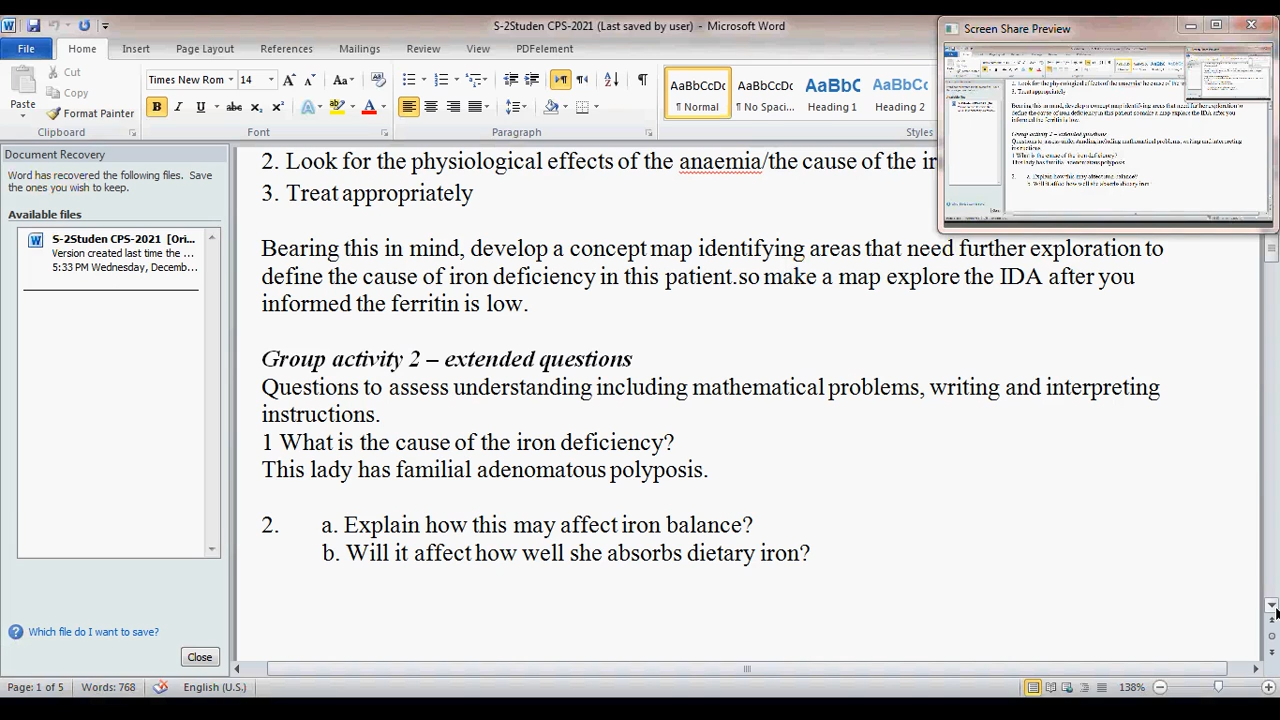 S-2Studen CPS-2021 (Last saved by user) - Microsoft Word
Screen Share Preview
File Home Insert Page Layout References Mailings Review View PDFelement
Paste
Cut
Copy
Format Painter
Clipboard
Times New Rom 14
Font
Paragraph
AaBbCcDc AaBbCcDc AaBbC AaBbC
¶ Normal ¶ No Spaci... Heading 1 Heading 2
Styles
Document Recovery
Word has recovered the following files. Save
the ones you wish to keep.
Available files
S-2Studen CPS-2021 [Ori...
Version created last time the ...
5:33 PM Wednesday, Decemb...
Which file do I want to save?
Close
2. Look for the physiological effects of the anaemia/the cause of the ir
3. Treat appropriately
Bearing this in mind, develop a concept map identifying areas that need further exploration to
define the cause of iron deficiency in this patient.so make a map explore the IDA after you
informed the ferritin is low.
Group activity 2 – extended questions
Questions to assess understanding including mathematical problems, writing and interpreting
instructions.
1 What is the cause of the iron deficiency?
This lady has familial adenomatous polyposis.
2. a. Explain how this may affect iron balance?
b. Will it affect how well she absorbs dietary iron?
Page: 1 of 5 Words: 768 English (U.S.) 138%